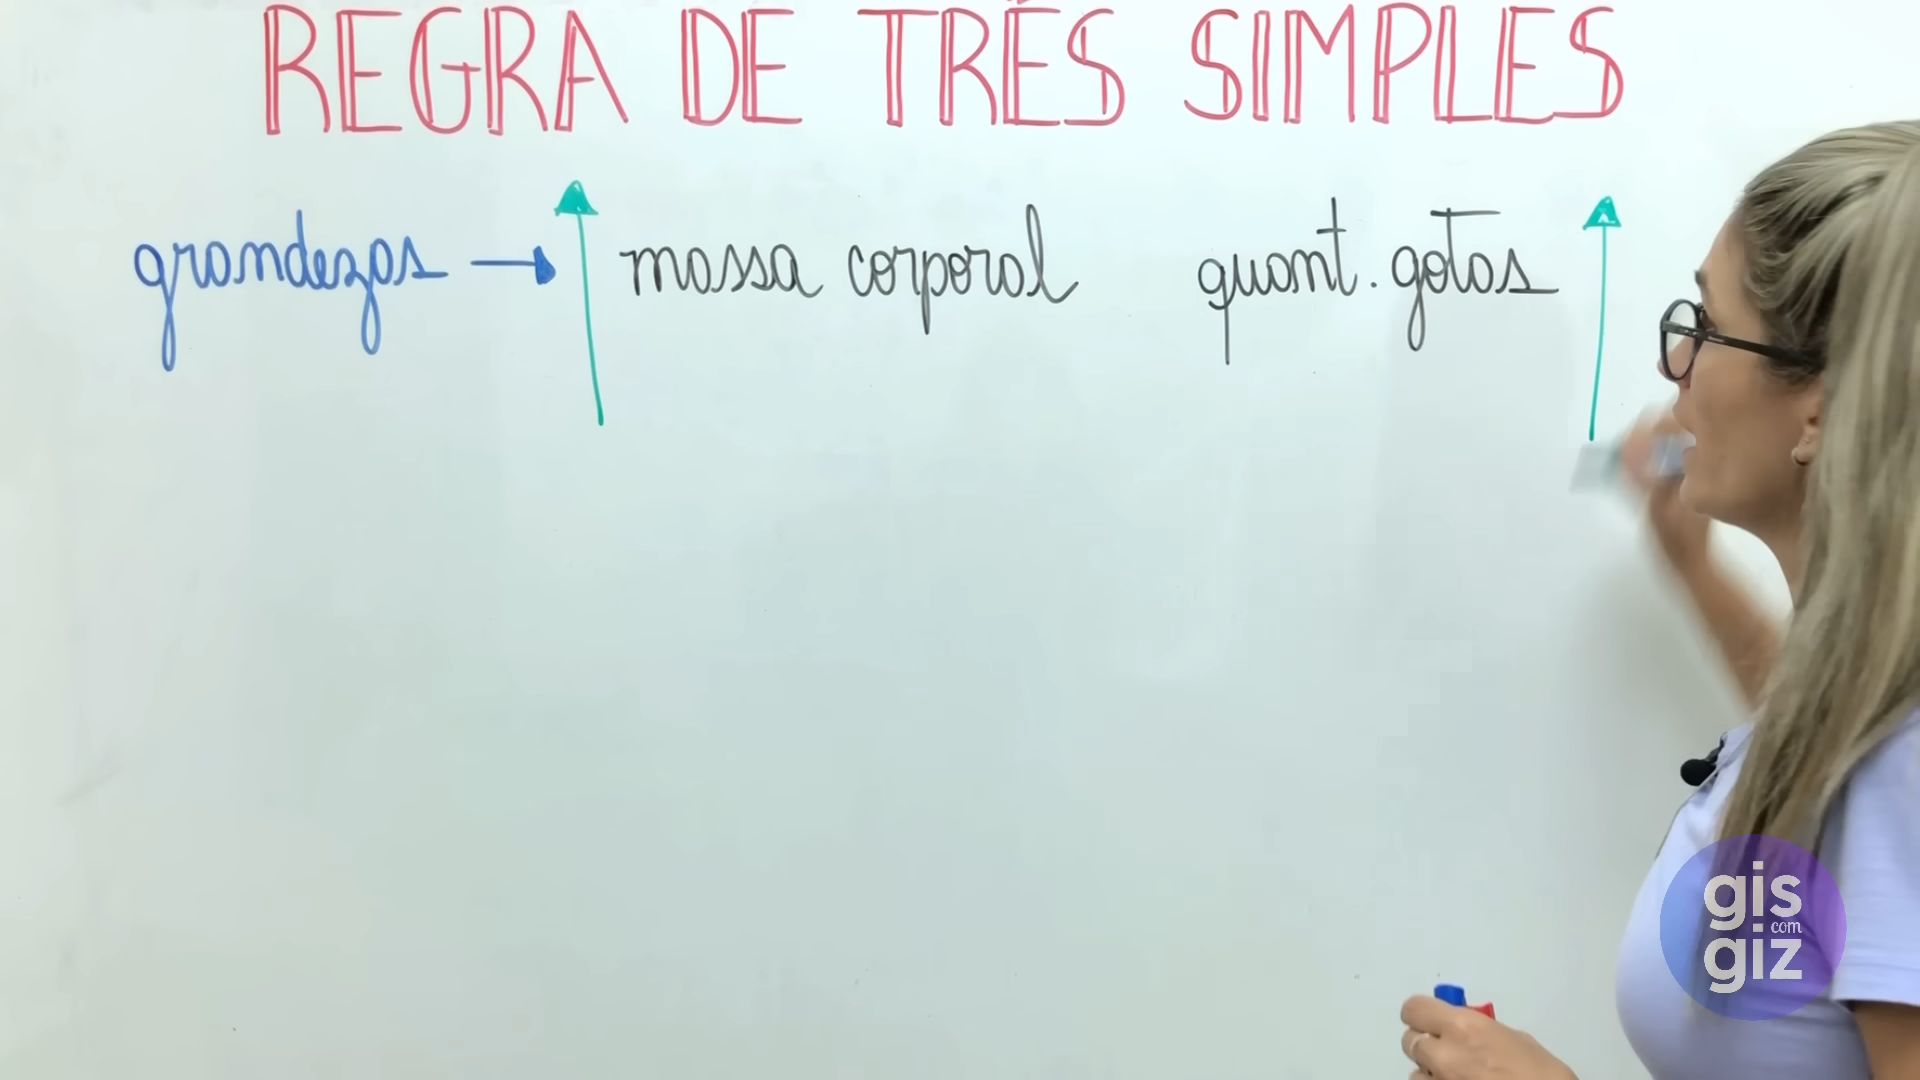 REGRA DE TRÊS SIMPLES
grandezas → massa corporal quant. gotas
gis
com
giz